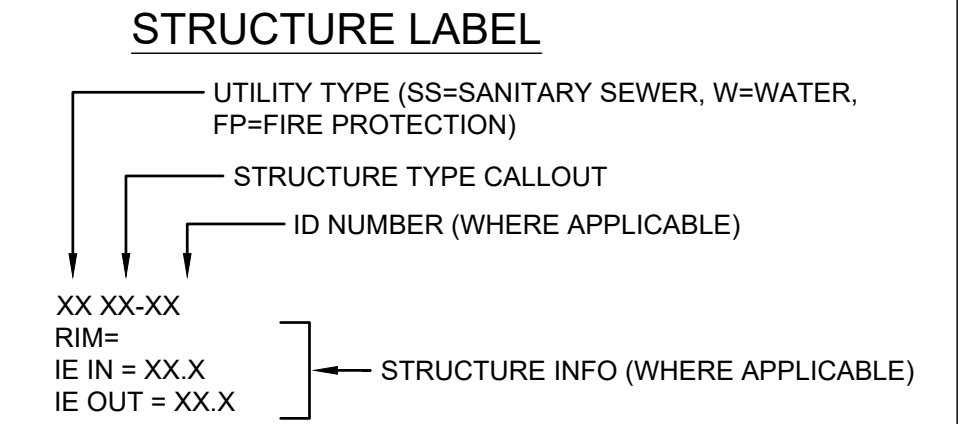 STRUCTURE LABEL
UTILITY TYPE (SS=SANITARY SEWER, W=WATER,
FP=FIRE PROTECTION)
STRUCTURE TYPE CALLOUT
ID NUMBER (WHERE APPLICABLE)
XX XX-XX
RIM=
IE IN = XX.X
IE OUT = XX.X
STRUCTURE INFO (WHERE APPLICABLE)